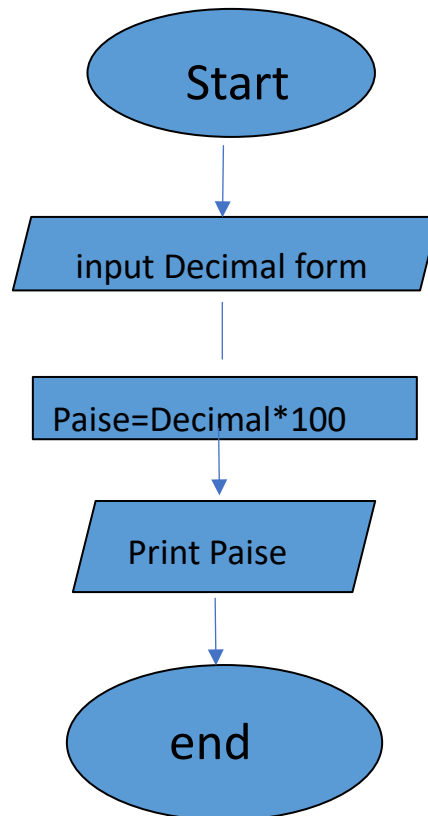 Start
input Decimal form
Paise=Decimal*100
Print Paise
end